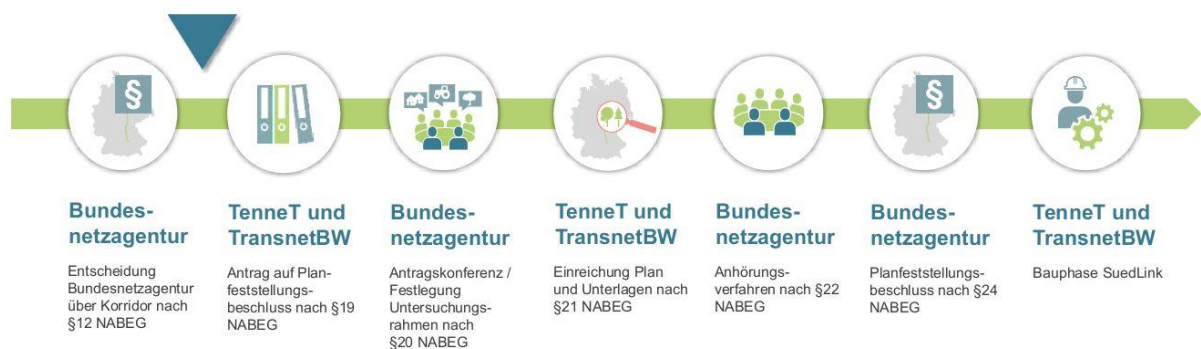 §
§
Bundes-
netzagentur
Entscheidung
Bundesnetzagentur
über Korridor nach
§12 NABEG
TenneT und
TransnetBW
Antrag auf Plan-
feststellungs-
beschluss nach §19
NABEG
Bundes-
netzagentur
Antragskonferenz /
Festlegung
Untersuchungs-
rahmen nach
§20 NABEG
TenneT und
TransnetBW
Einreichung Plan
und Unterlagen nach
§21 NABEG
Bundes-
netzagentur
Anhörungs-
verfahren nach §22
NABEG
Bundes-
netzagentur
Planfeststellungs-
beschluss nach §24
NABEG
TenneT und
TransnetBW
Bauphase SuedLink